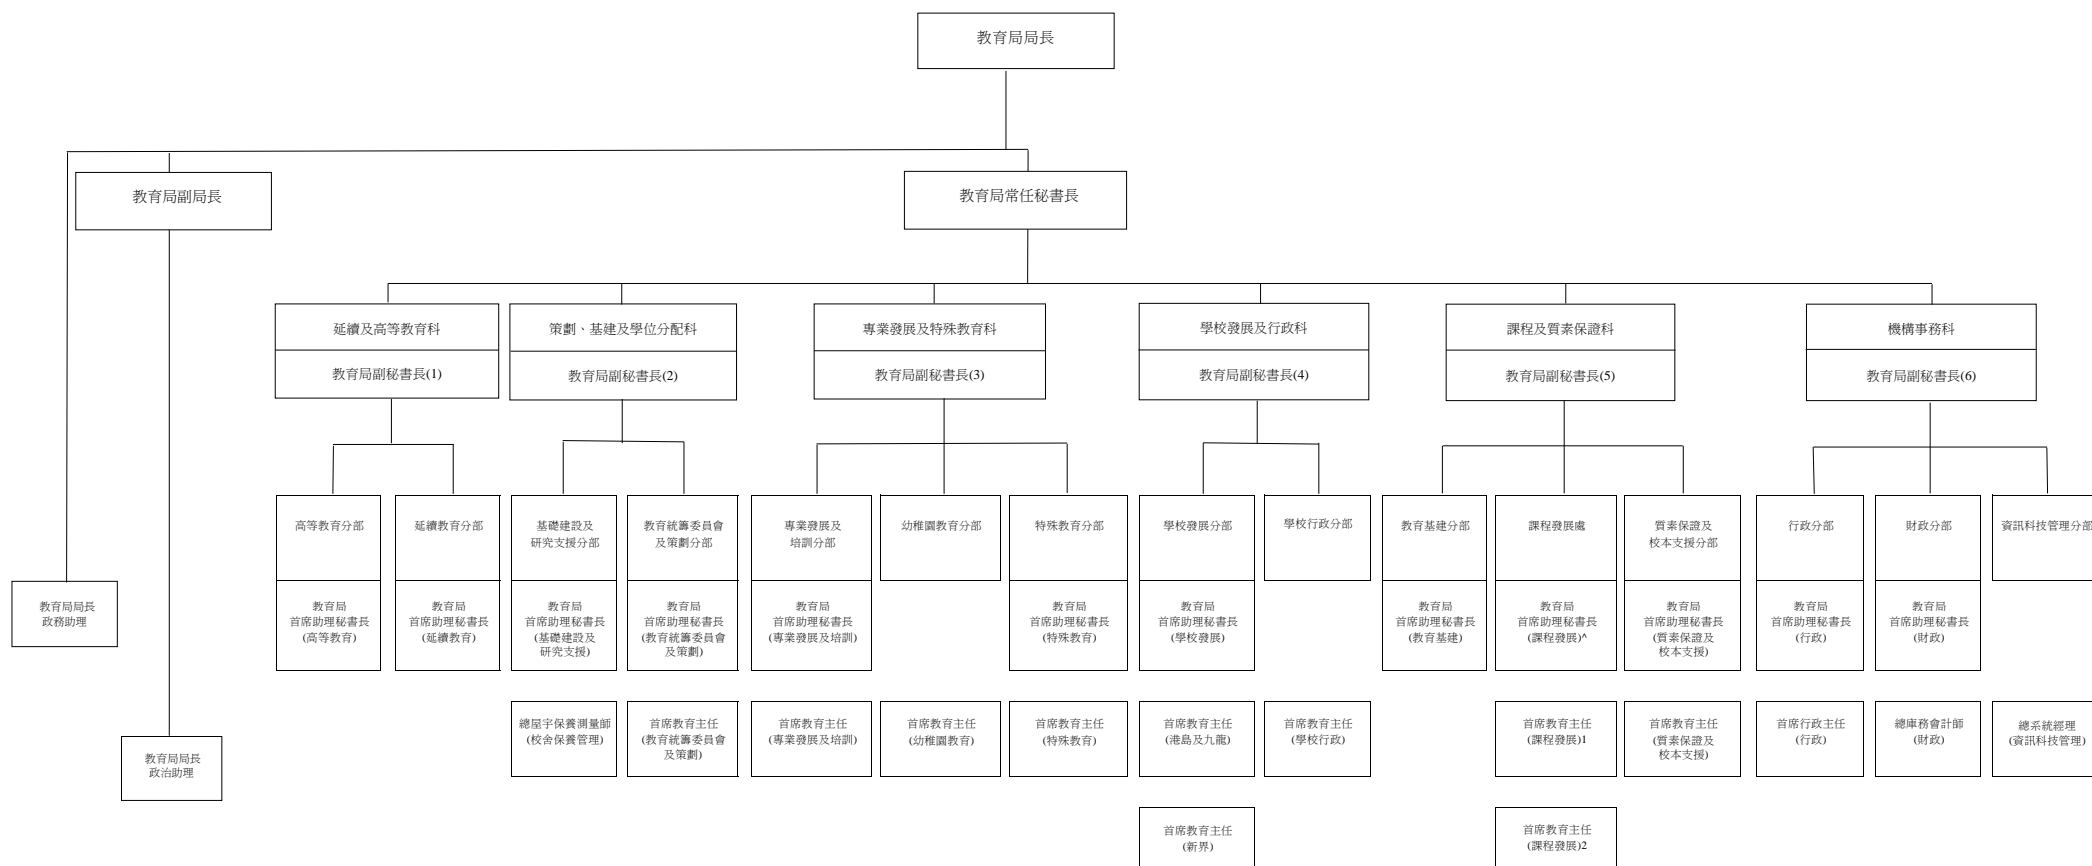 教育局局長
教育局副局長
教育局常任秘書長
延續及高等教育科
教育局副秘書長(1)
策劃、基建及學位分配科
教育局副秘書長(2)
專業發展及特殊教育科
教育局副秘書長(3)
學校發展及行政科
教育局副秘書長(4)
課程及質素保證科
教育局副秘書長(5)
機構事務科
教育局副秘書長(6)
高等教育分部
延續教育分部
基礎建設及
研究支援分部
教育統籌委員會
及策劃分部
專業發展及
培訓分部
幼稚園教育分部
特殊教育分部
學校發展分部
學校行政分部
教育基建分部
課程發展處
質素保證及
校本支援分部
行政分部
財政分部
資訊科技管理分部
教育局局長
政務助理
教育局
首席助理秘書長
(高等教育)
教育局
首席助理秘書長
(延續教育)
教育局
首席助理秘書長
(基礎建設及
研究支援)
教育局
首席助理秘書長
(教育統籌委員會
及策劃)
教育局
首席助理秘書長
(專業發展及培訓)
教育局
首席助理秘書長
(特殊教育)
教育局
首席助理秘書長
(學校發展)
教育局
首席助理秘書長
(教育基建)
教育局
首席助理秘書長
(課程發展)^
教育局
首席助理秘書長
(質素保證及
校本支援)
教育局
首席助理秘書長
(行政)
教育局
首席助理秘書長
(財政)
教育局局長
政治助理
總屋宇保養測量師
(校舍保養管理)
首席教育主任
(教育統籌委員會
及策劃)
首席教育主任
(專業發展及培訓)
首席教育主任
(幼稚園教育)
首席教育主任
(特殊教育)
首席教育主任
(港島及九龍)
首席教育主任
(學校行政)
首席教育主任
(課程發展)1
首席教育主任
(質素保證及
校本支援)
首席行政主任
(行政)
總庫務會計師
(財政)
總系統經理
(資訊科技管理)
首席教育主任
(新界)
首席教育主任
(課程發展)2